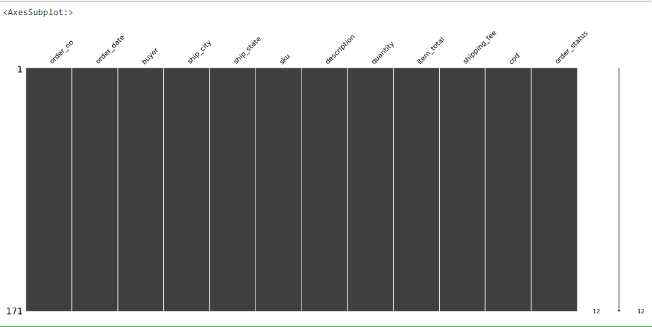 <AxesSubplot:>
order_no order_date buyer ship_city ship_state sku description quantity item_total shipping_fee cod order_status
1
171
12 12